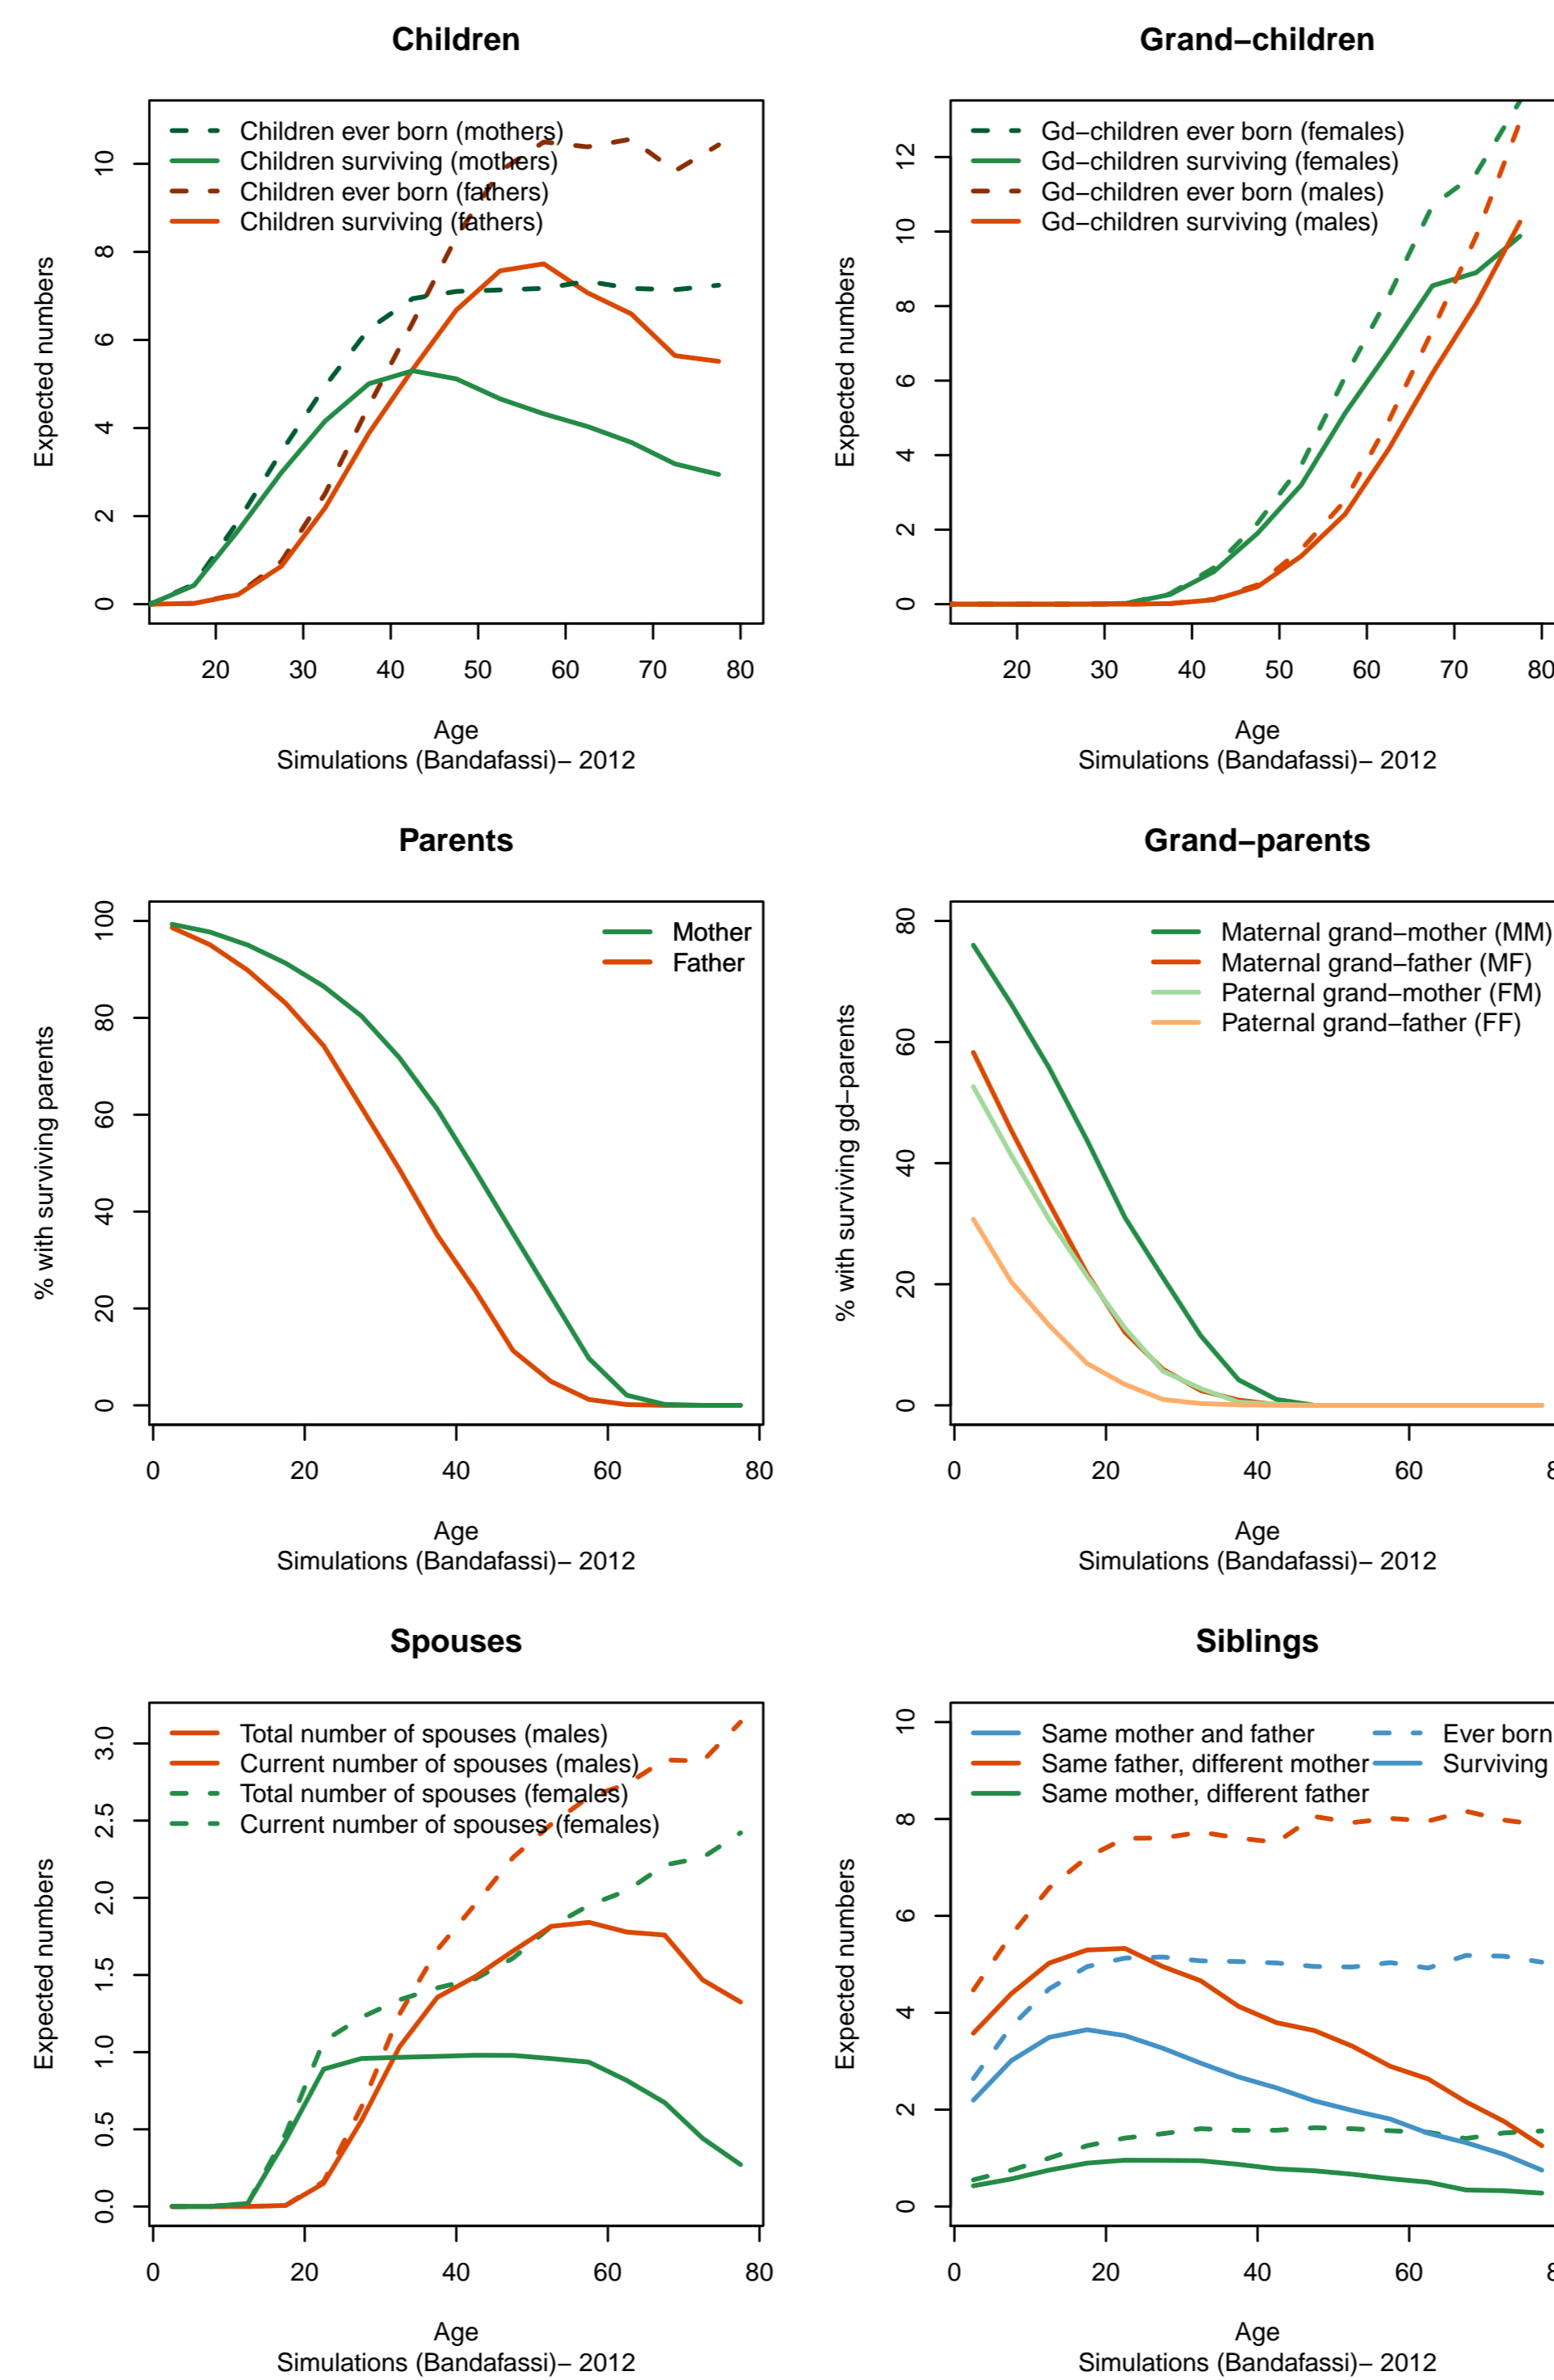 Children
Children ever born (mothers)
Children surviving (mothers)
Children ever born (fathers)
Children surviving (fathers)
Expected numbers
0 2 4 6 8 10
20 30 40 50 60 70 80
Age
Simulations (Bandafassi)– 2012
Grand–children
Gd–children ever born (females)
Gd–children surviving (females)
Gd–children ever born (males)
Gd–children surviving (males)
Expected numbers
0 2 4 6 8 10 12
20 30 40 50 60 70 80
Age
Simulations (Bandafassi)– 2012
Parents
Mother
Father
% with surviving parents
0 20 40 60 80 100
0 20 40 60 80
Age
Simulations (Bandafassi)– 2012
Grand–parents
Maternal grand–mother (MM)
Maternal grand–father (MF)
Paternal grand–mother (FM)
Paternal grand–father (FF)
% with surviving gd–parents
0 20 40 60 80
0 20 40 60
Age
Simulations (Bandafassi)– 2012
Spouses
Total number of spouses (males)
Current number of spouses (males)
Total number of spouses (females)
Current number of spouses (females)
Expected numbers
0.0 0.5 1.0 1.5 2.0 2.5 3.0
0 20 40 60 80
Age
Simulations (Bandafassi)– 2012
Siblings
Same mother and father
Same father, different mother
Same mother, different father
Ever born
Surviving
Expected numbers
0 2 4 6 8 10
0 20 40 60
Age
Simulations (Bandafassi)– 2012